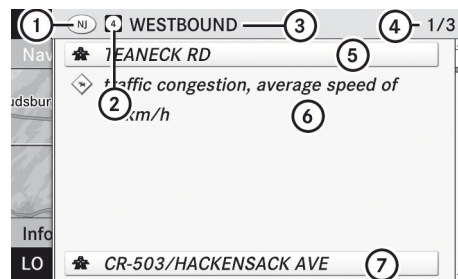 1 NJ 4 WESTBOUND 3 4 1/3
Nav
TEANECK RD 5
traffic congestion, average speed of
udsbur
2 km/h 6
Info
LO CR-503/HACKENSACK AVE 7